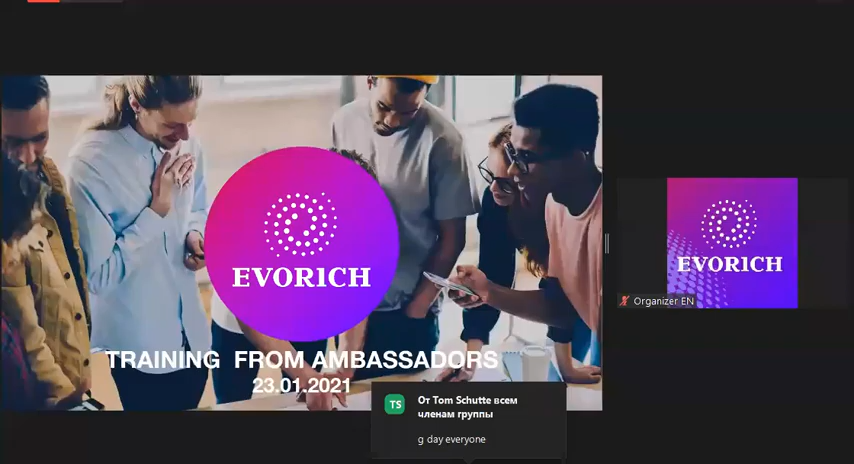 EVORICH
TRAINING FROM AMBASSADORS
23.01.2021
EVORICH
Organizer EN
TS
От Tom Schutte всем
членам группы
g day everyone